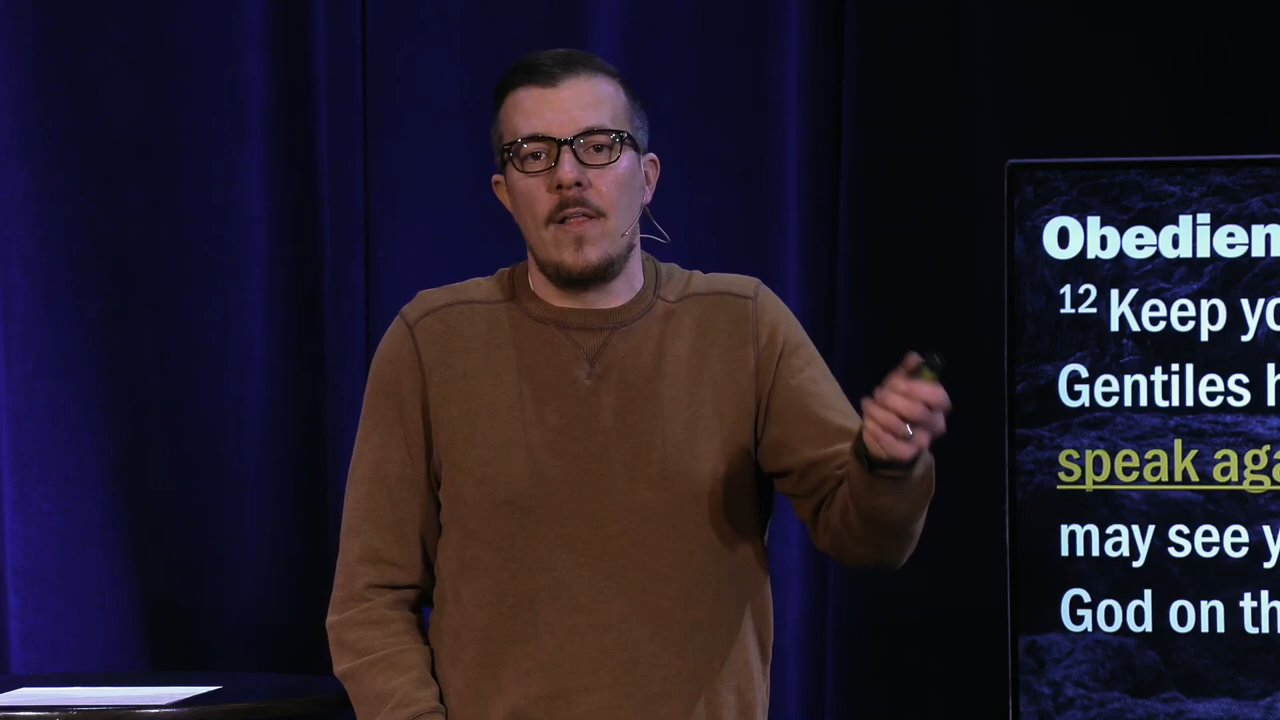 Obedien
12 Keep yo
Gentiles h
speak aga
may see y
God on th